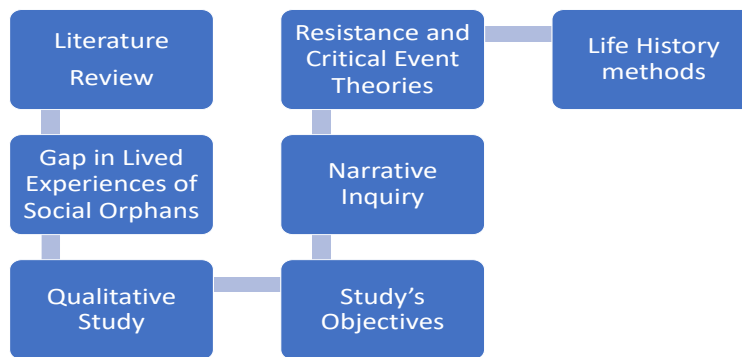 Literature
Review
Gap in Lived
Experiences of
Social Orphans
Qualitative
Study
Study’s
Objectives
Narrative
Inquiry
Resistance and
Critical Event
Theories
Life History
methods